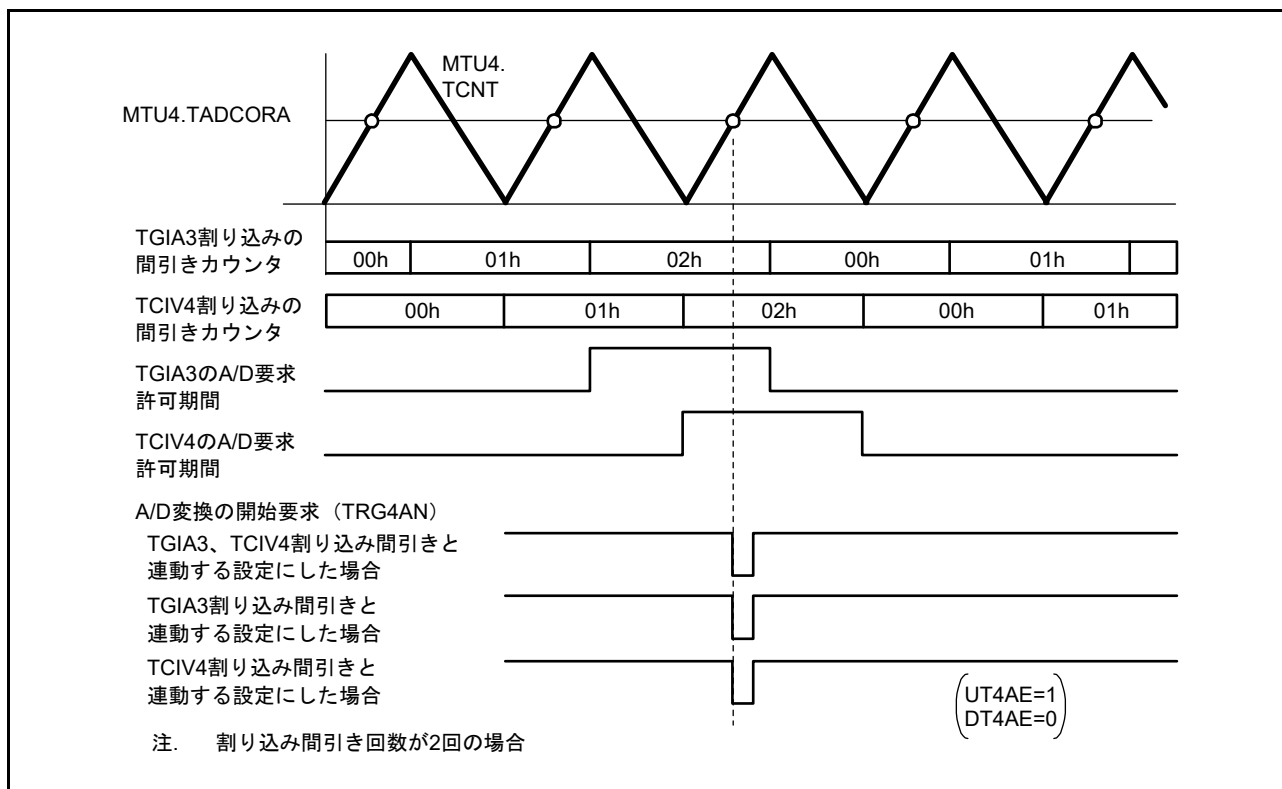 MTU4.
TCNT
MTU4.TADCORA
TGIA3割り込みの
間引きカウンタ
00h 01h 02h 00h 01h
TCIV4割り込みの
間引きカウンタ
00h 01h 02h 00h 01h
TGIA3のA/D要求
許可期間
TCIV4のA/D要求
許可期間
A/D変換の開始要求（TRG4AN）
TGIA3、TCIV4割り込み間引きと
連動する設定にした場合
TGIA3割り込み間引きと
連動する設定にした場合
TCIV4割り込み間引きと
連動する設定にした場合
UT4AE=1
DT4AE=0
注. 割り込み間引き回数が2回の場合